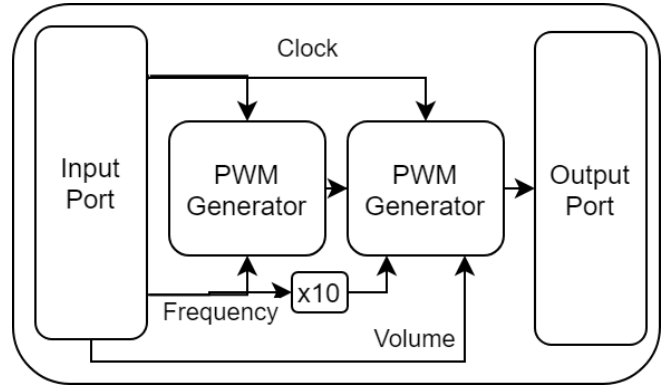 Clock
Input
Port
PWM
Generator
PWM
Generator
Output
Port
x10
Frequency
Volume